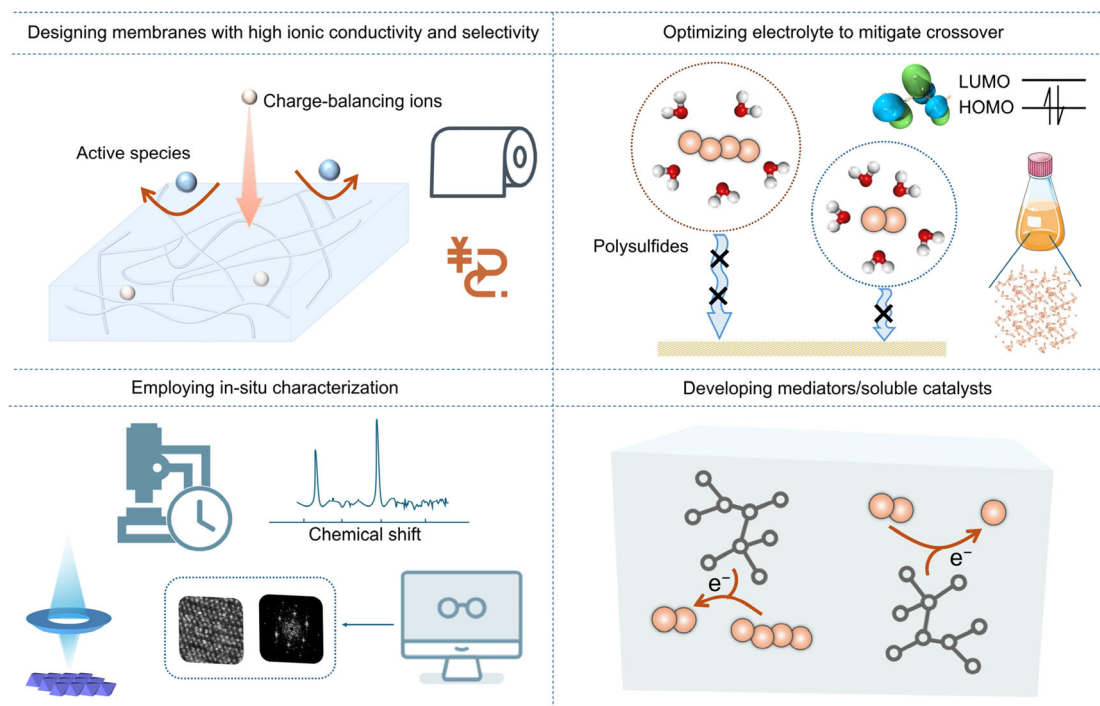 Designing membranes with high ionic conductivity and selectivity
Charge-balancing ions
Active species
¥
Optimizing electrolyte to mitigate crossover
LUMO
HOMO
Polysulfides
Employing in-situ characterization
Chemical shift
Developing mediators/soluble catalysts
e⁻
e⁻